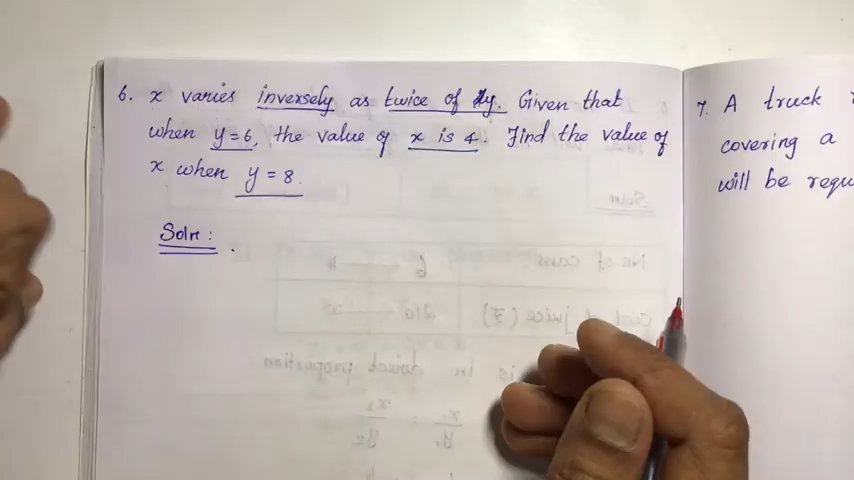 6. x varies inversely as twice of y. Given that
when y=6, the value of x is 4. Find the value of
x when y = 8.
Soln:
7. A truck
covering a
will be requ